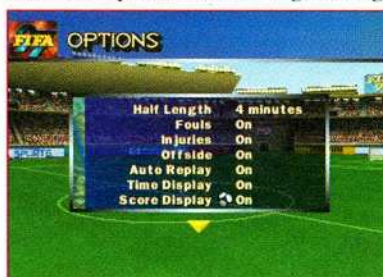 FIFA
OPTIONS
Half Length 4 minutes
Fouls On
Injuries On
Offside On
Auto Replay On
Time Display On
Score Display On